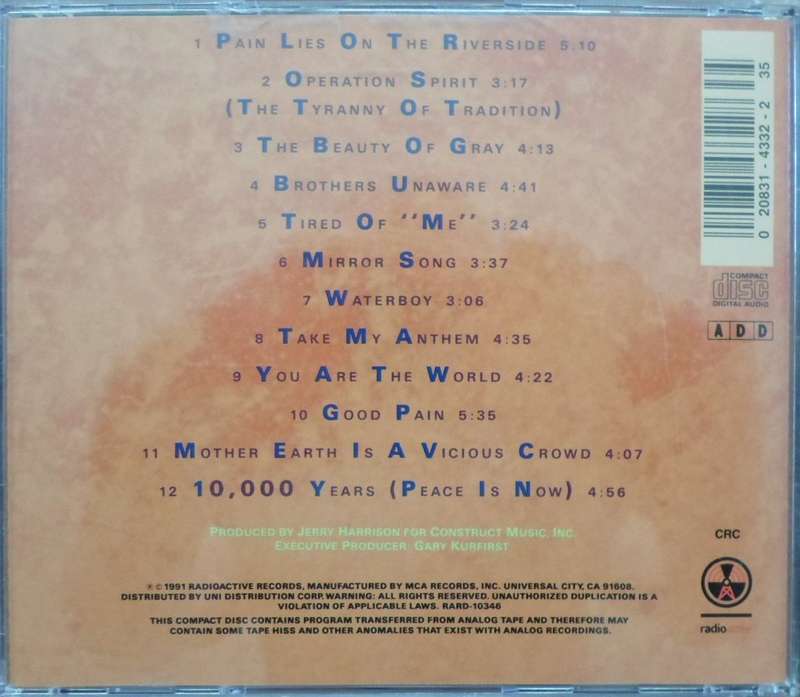 1 PAIN LIES ON THE RIVERSIDE 5.10
2 OPERATION SPIRIT 3:17
(THE TYRANNY OF TRADITION)
3 THE BEAUTY OF GRAY 4:13
4 BROTHERS UNAWARE 4:41
5 TIRED OF "ME" 3:24
6 MIRROR SONG 3:37
7 WATERBOY 3:06
8 TAKE MY ANTHEM 4:35
9 YOU ARE THE WORLD 4:22
10 GOOD PAIN 5:35
11 MOTHER EARTH IS A VICIOUS CROWD 4:07
12 10,000 YEARS (PEACE IS NOW) 4:56
PRODUCED BY JERRY HARRISON FOR CONSTRUCT MUSIC, INC.
EXECUTIVE PRODUCER: GARY KURFIRST
℗ © 1991 RADIOACTIVE RECORDS, MANUFACTURED BY MCA RECORDS, INC. UNIVERSAL CITY, CA 91608.
DISTRIBUTED BY UNI DISTRIBUTION CORP. WARNING: ALL RIGHTS RESERVED. UNAUTHORIZED DUPLICATION IS A
VIOLATION OF APPLICABLE LAWS. RARD-10346
THIS COMPACT DISC CONTAINS PROGRAM TRANSFERRED FROM ANALOG TAPE AND THEREFORE MAY
CONTAIN SOME TAPE HISS AND OTHER ANOMALIES THAT EXIST WITH ANALOG RECORDINGS.
35
0 20831 - 4332 - 2
COMPACT
disc
DIGITAL AUDIO
A D D
CRC
radioactive